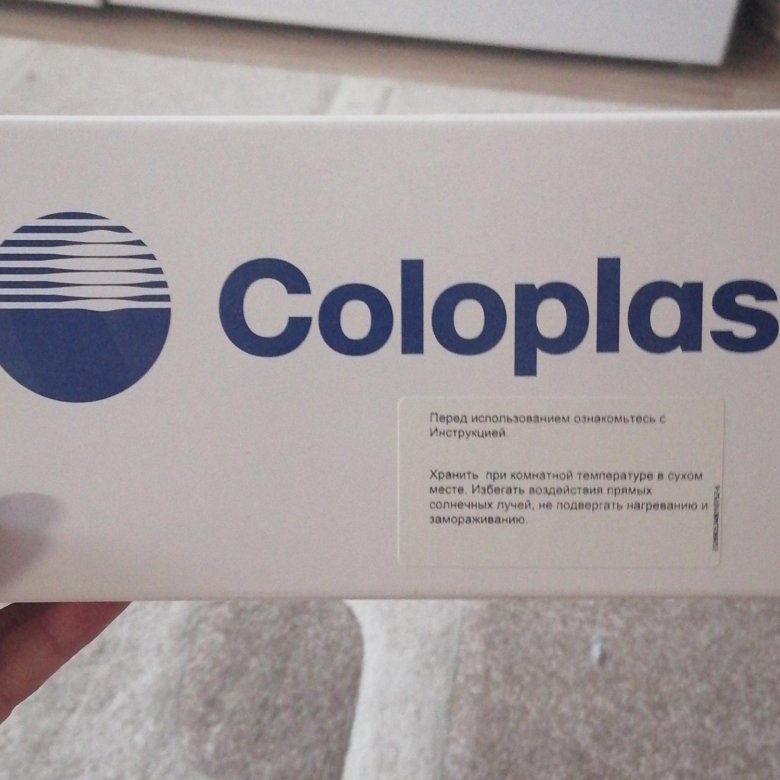 Coloplas
Перед использованием ознакомьтесь с
Инструкцией.
Хранить при комнатной температуре в сухом
месте. Избегать воздействия прямых
солнечных лучей, не подвергать нагреванию и
замораживанию.